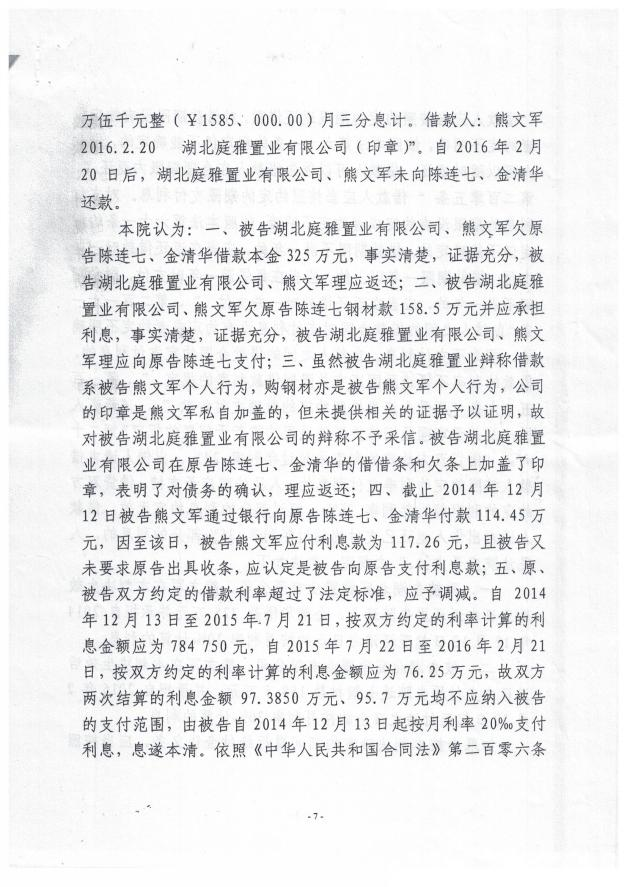 万伍千元整（￥1585、000.00）月三分息计。借款人：熊文军
2016.2.20 湖北庭雅置业有限公司（印章）”。自 2016 年 2 月
20 日后，湖北庭雅置业有限公司、熊文军未向陈连七、金清华
还款。
本院认为：一、被告湖北庭雅置业有限公司、熊文军欠原
告陈连七、金清华借款本金 325 万元，事实清楚，证据充分，被
告湖北庭雅置业有限公司、熊文军理应返还；二、被告湖北庭雅
置业有限公司、熊文军欠原告陈连七钢材款 158.5 万元并应承担
利息，事实清楚，证据充分，被告湖北庭雅置业有限公司、熊文
军理应向原告陈连七支付；三、虽然被告湖北庭雅置业辩称借款
系被告熊文军个人行为，购钢材亦是被告熊文军个人行为，公司
的印章是熊文军私自加盖的，但未提供相关的证据予以证明，故
对被告湖北庭雅置业有限公司的辩称不予采信。被告湖北庭雅置
业有限公司在原告陈连七、金清华的借借条和欠条上加盖了印
章，表明了对债务的确认，理应返还；四、截止 2014 年 12 月
12 日被告熊文军通过银行向原告陈连七、金清华付款 114.45 万
元，因至该日，被告熊文军应付利息款为 117.26 元，且被告又
未要求原告出具收条，应认定是被告向原告支付利息款；五、原、
被告双方约定的借款利率超过了法定标准，应予调减。自 2014
年 12 月 13 日至 2015 年 7 月 21 日，按双方约定的利率计算的利
息金额应为 784 750 元，自 2015 年 7 月 22 日至 2016 年 2 月 21
日，按双方约定的利率计算的利息金额应为 76.25 万元，故双方
两次结算的利息金额 97.3850 万元、95.7 万元均不应纳入被告
的支付范围，由被告自 2014 年 12 月 13 日起按月利率 20‰支付
利息，息遂本清。依照《中华人民共和国合同法》第二百零六条
-7-